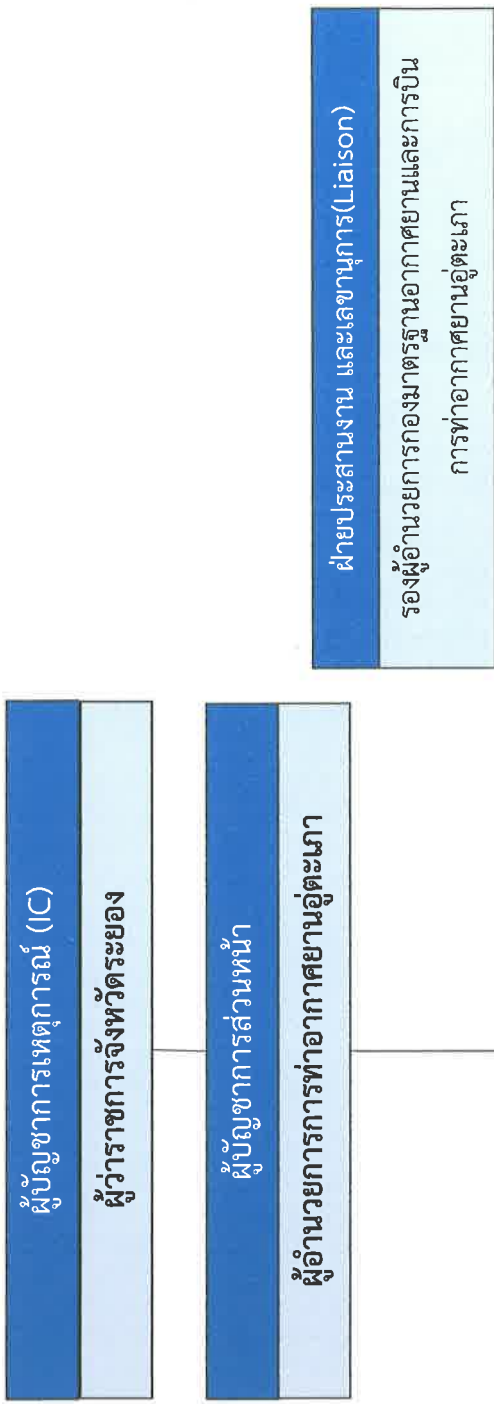 ผู้บัญชาการเหตุการณ์ (IC)
ผู้ว่าราชการจังหวัดระยอง
ผู้บัญชาการส่วนหน้า
ผู้อำนวยการการท่าอากาศยานอู่ตะเภา
ฝ่ายประสานงาน และเลขานุการ(Liaison)
รองผู้อำนวยการกองมาตรฐานอากาศยานและการบิน
การท่าอากาศยานอู่ตะเภา